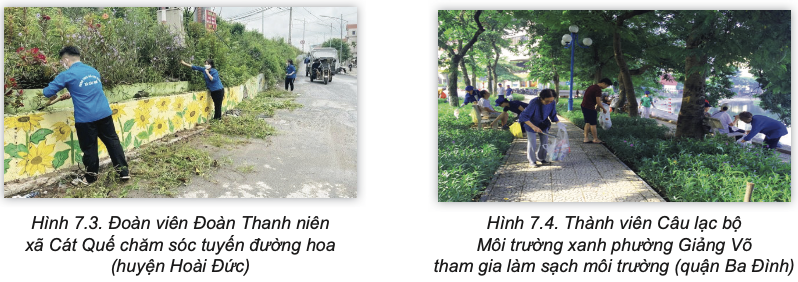 Hình 7.3. Đoàn viên Đoàn Thanh niên
xã Cát Quế chăm sóc tuyến đường hoa
(huyện Hoài Đức)
Hình 7.4. Thành viên Câu lạc bộ
Môi trường xanh phường Giảng Võ
tham gia làm sạch môi trường (quận Ba Đình)